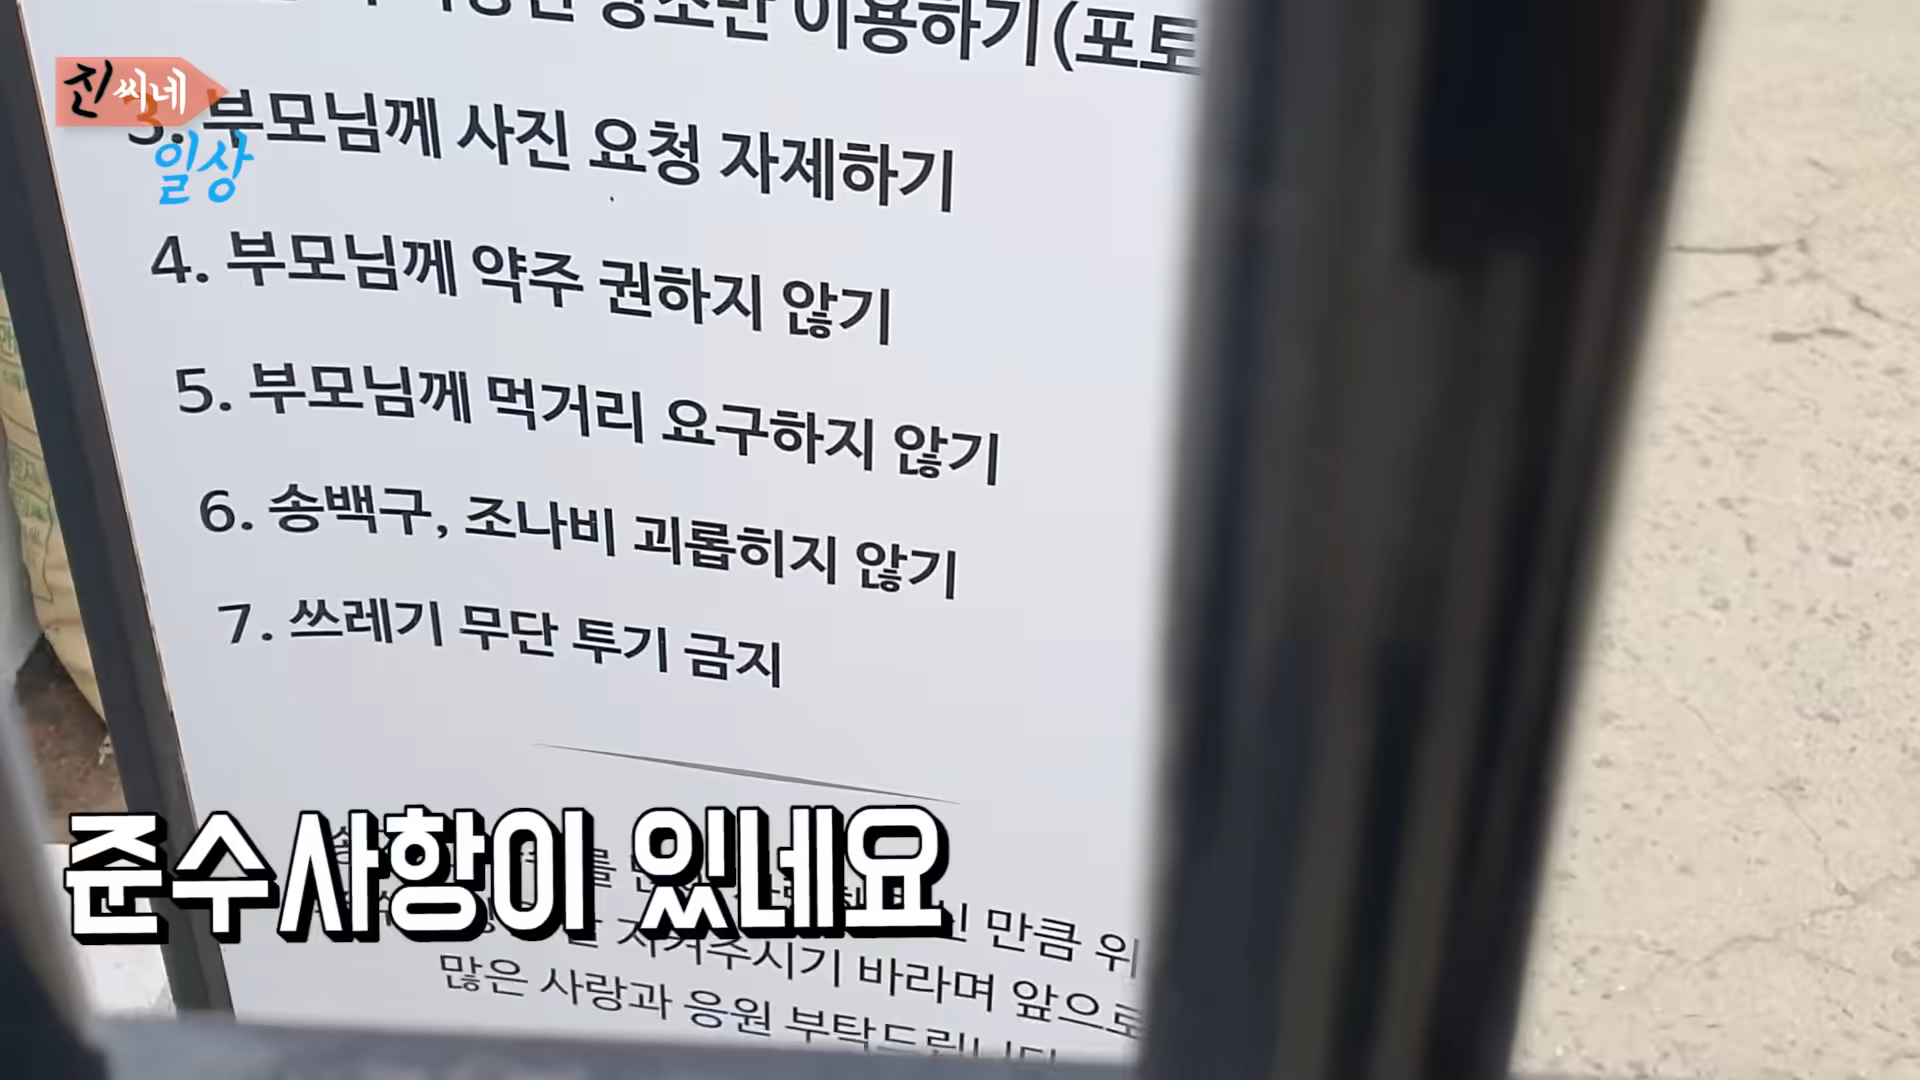 이용하기(포토
진씨네
일상
3. 부모님께 사진 요청 자제하기
4. 부모님께 약주 권하지 않기
5. 부모님께 먹거리 요구하지 않기
6. 송백구, 조나비 괴롭히지 않기
7. 쓰레기 무단 투기 금지
준수사항이 있네요
만큼 위
지켜주시기 바라며 앞으로
많은 사랑과 응원 부탁드립니다